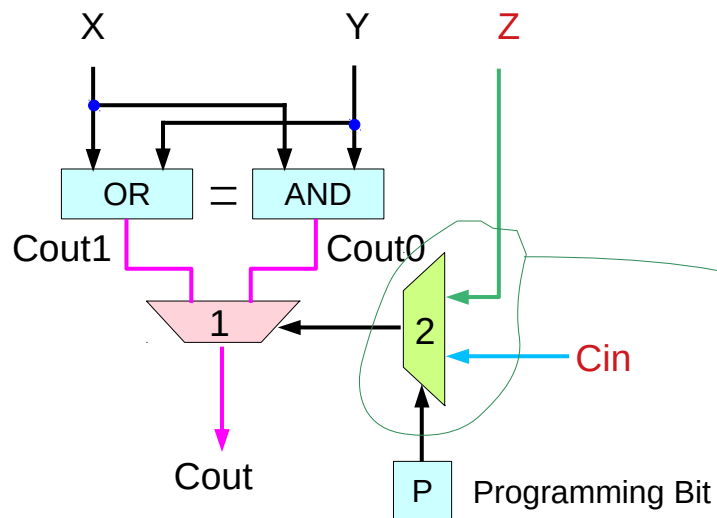 X Y Z
OR = AND
Cout1 Cout0
1 2
Cin
Cout
P Programming Bit